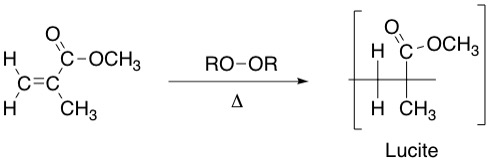 O
H C-OCH3
C=C
H CH3
RO-OR
Δ
O
H C-OCH3
H CH3
Lucite